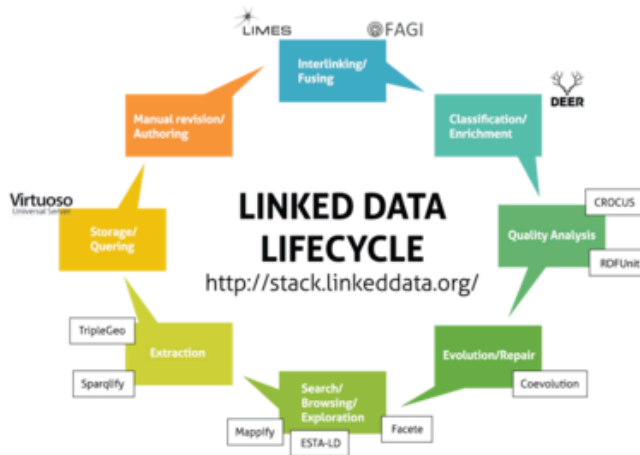 LIMES
@FAGI
Interlinking/
Fusing
DEER
Manual revision/
Authoring
Classification/
Enrichment
Virtuoso
Universal Server
Storage/
Quering
LINKED DATA
LIFECYCLE
http://stack.linkeddata.org/
CROCUS
Quality Analysis
RDFUnit
TripleGeo
Extraction
Sparqlify
Evolution/Repair
Coevolution
Search/
Browsing/
Exploration
Mappify
ESTA-LD
Facete